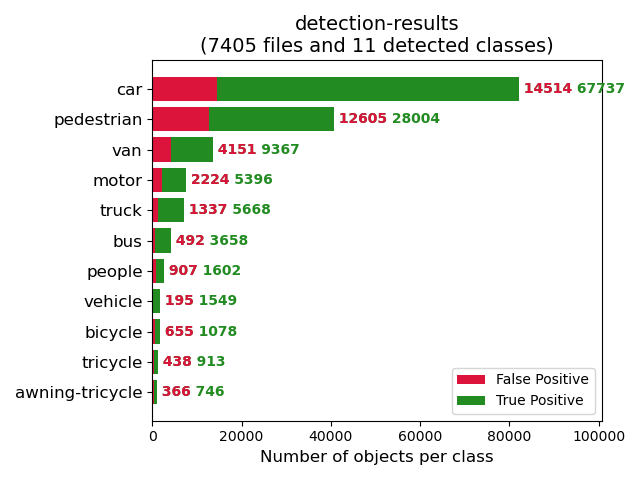 detection-results
(7405 files and 11 detected classes)
car 14514 67737
pedestrian 12605 28004
van 4151 9367
motor 2224 5396
truck 1337 5668
bus 492 3658
people 907 1602
vehicle 195 1549
bicycle 655 1078
tricycle 438 913
awning-tricycle 366 746
False Positive
True Positive
0 20000 40000 60000 80000 100000
Number of objects per class